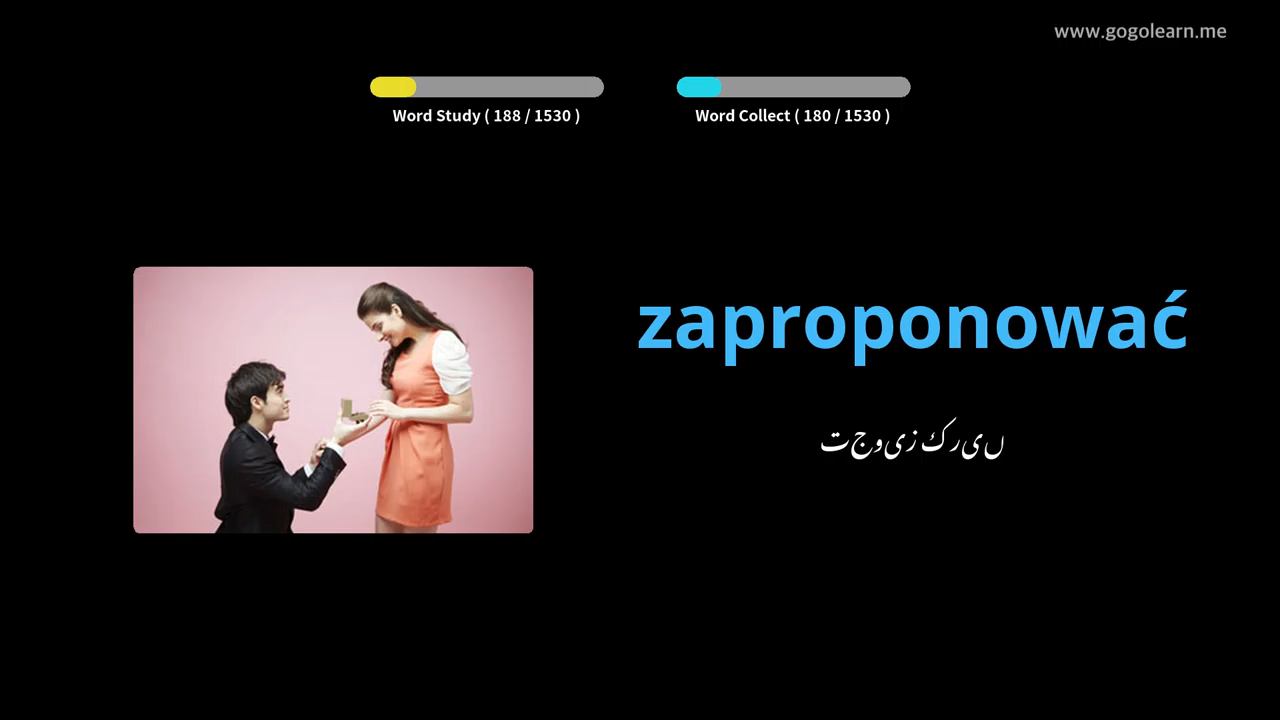 www.gogolearn.me
Word Study ( 188 / 1530 )
Word Collect ( 180 / 1530 )
zaproponować
تجویز کریں